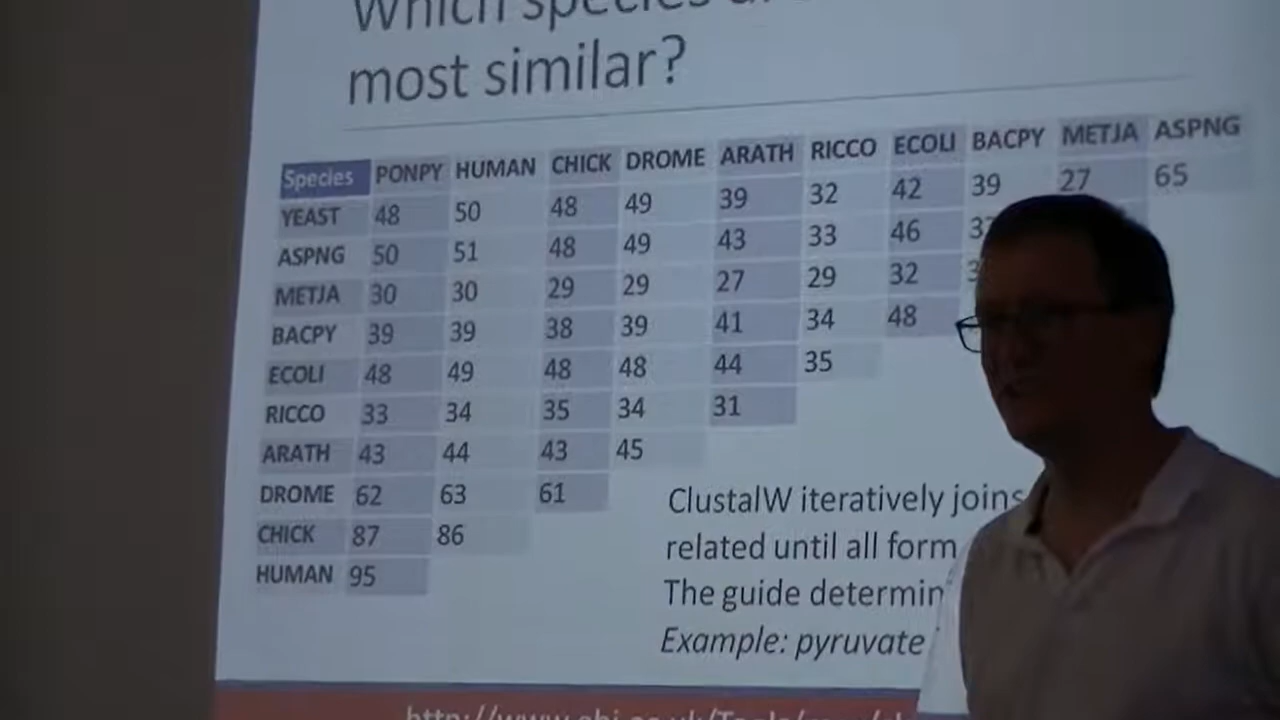 Which species
most similar?
Species PONPY HUMAN CHICK DROME ARATH RICCO ECOLI BACPY METJA ASPNG
YEAST 48 50 48 49 39 32 42 39 27 65
ASPNG 50 51 48 49 43 33 46
METJA 30 30 29 29 27 29 32
BACPY 39 39 38 39 41 34 48
ECOLI 48 49 48 48 44 35
RICCO 33 34 35 34 31
ARATH 43 44 43 45
DROME 62 63 61
CHICK 87 86
HUMAN 95
ClustalW iteratively joins
related until all form
The guide
Example: pyruvate